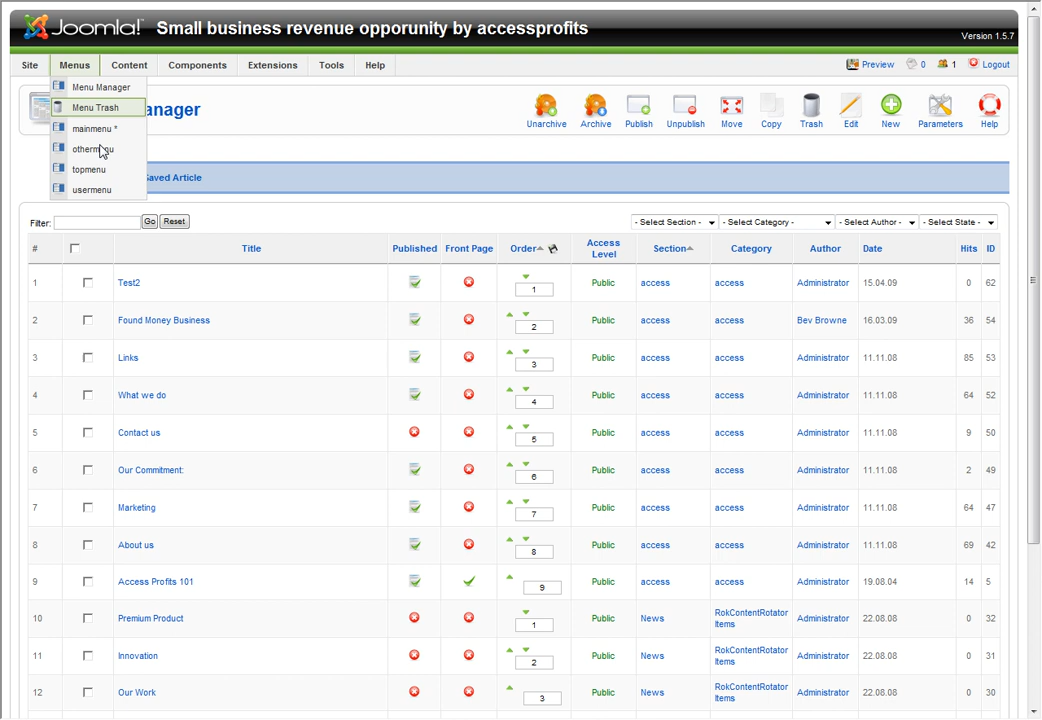 Joomla! Small business revenue opporunity by accessprofits
Version 1.5.7
Site Menus Content Components Extensions Tools Help Preview 0 1 Logout
Menu Manager
Menu Trash
mainmenu *
othermenu
topmenu
usermenu
anager
Unarchive Archive Publish Unpublish Move Copy Trash Edit New Parameters Help
Saved Article
Filter: Go Reset - Select Section - - Select Category - - Select Author - - Select State -
# Title Published Front Page Order Access Level Section Category Author Date Hits ID
1 Test2 1 Public access access Administrator 15.04.09 0 62
2 Found Money Business 2 Public access access Bev Browne 16.03.09 36 54
3 Links 3 Public access access Administrator 11.11.08 85 53
4 What we do 4 Public access access Administrator 11.11.08 64 52
5 Contact us 5 Public access access Administrator 11.11.08 9 50
6 Our Commitment: 6 Public access access Administrator 11.11.08 2 49
7 Marketing 7 Public access access Administrator 11.11.08 64 47
8 About us 8 Public access access Administrator 11.11.08 69 42
9 Access Profits 101 9 Public access access Administrator 19.08.04 14 5
10 Premium Product 1 Public News RokContentRotator Items Administrator 22.08.08 0 32
11 Innovation 2 Public News RokContentRotator Items Administrator 22.08.08 0 31
12 Our Work 3 Public News RokContentRotator Items Administrator 22.08.08 0 30